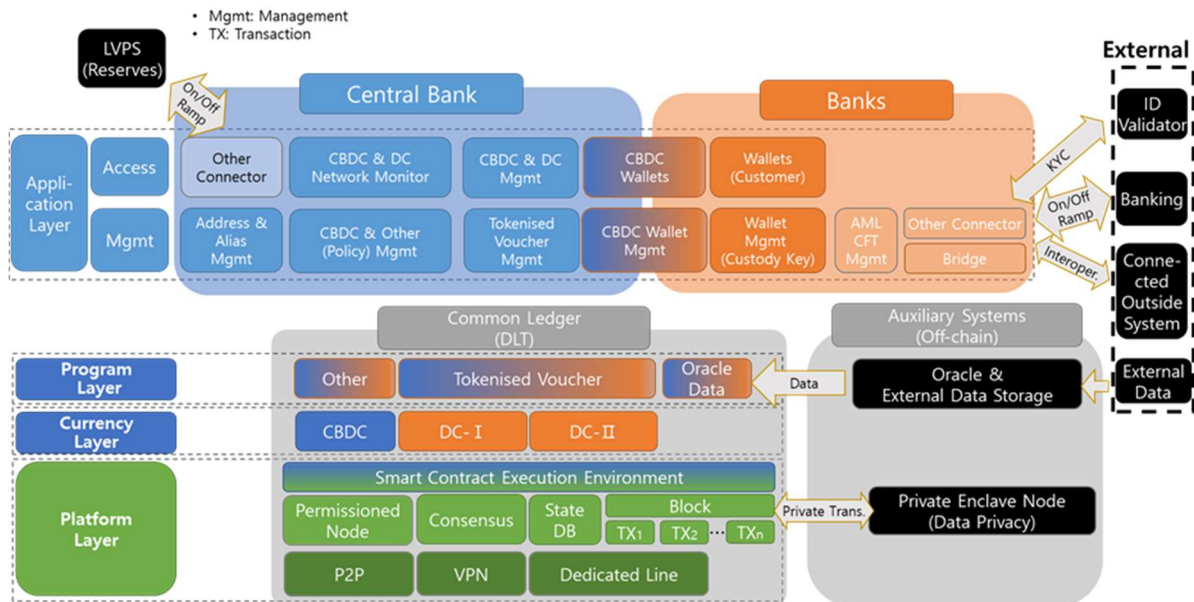 • Mgmt: Management
• TX: Transaction
LVPS
(Reserves)
On/Off
Ramp
Central Bank
Banks
External
Appli-
cation
Layer
Access
Mgmt
Other
Connector
CBDC & DC
Network Monitor
CBDC & DC
Mgmt
CBDC
Wallets
Wallets
(Customer)
Address &
Alias
Mgmt
CBDC & Other
(Policy) Mgmt
Tokenised
Voucher
Mgmt
CBDC Wallet
Mgmt
Wallet
Mgmt
(Custody Key)
AML
CFT
Mgmt
Other Connector
Bridge
KYC
On/Off
Ramp
Interoper.
ID
Validator
Banking
Conne-
cted
Outside
System
External
Data
Common Ledger
(DLT)
Auxiliary Systems
(Off-chain)
Program
Layer
Other
Tokenised Voucher
Oracle
Data
Data
Oracle &
External Data Storage
Currency
Layer
CBDC
DC-Ⅰ
DC-Ⅱ
Platform
Layer
Smart Contract Execution Environment
Permissioned
Node
Consensus
State
DB
Block
TX₁
TX₂
···
TXₙ
Private Trans.
Private Enclave Node
(Data Privacy)
P2P
VPN
Dedicated Line